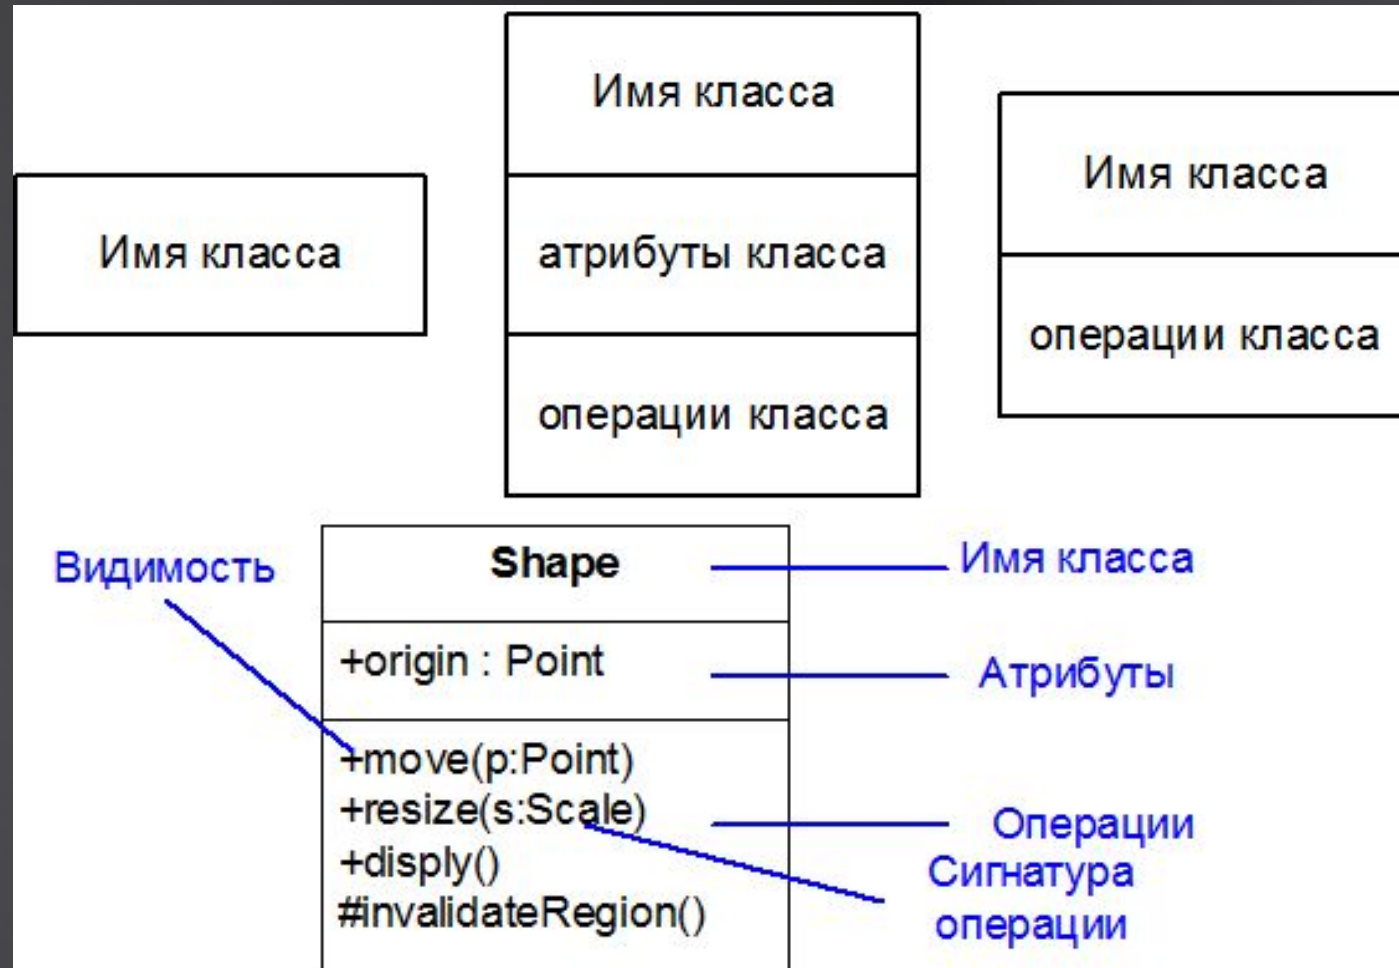 Имя класса
Имя класса
атрибуты класса
операции класса
Имя класса
операции класса
Видимость
Shape
Имя класса
+origin : Point
Атрибуты
+move(p:Point)
+resize(s:Scale)
Операции
+disply()
Сигнатура
операции
#invalidateRegion()